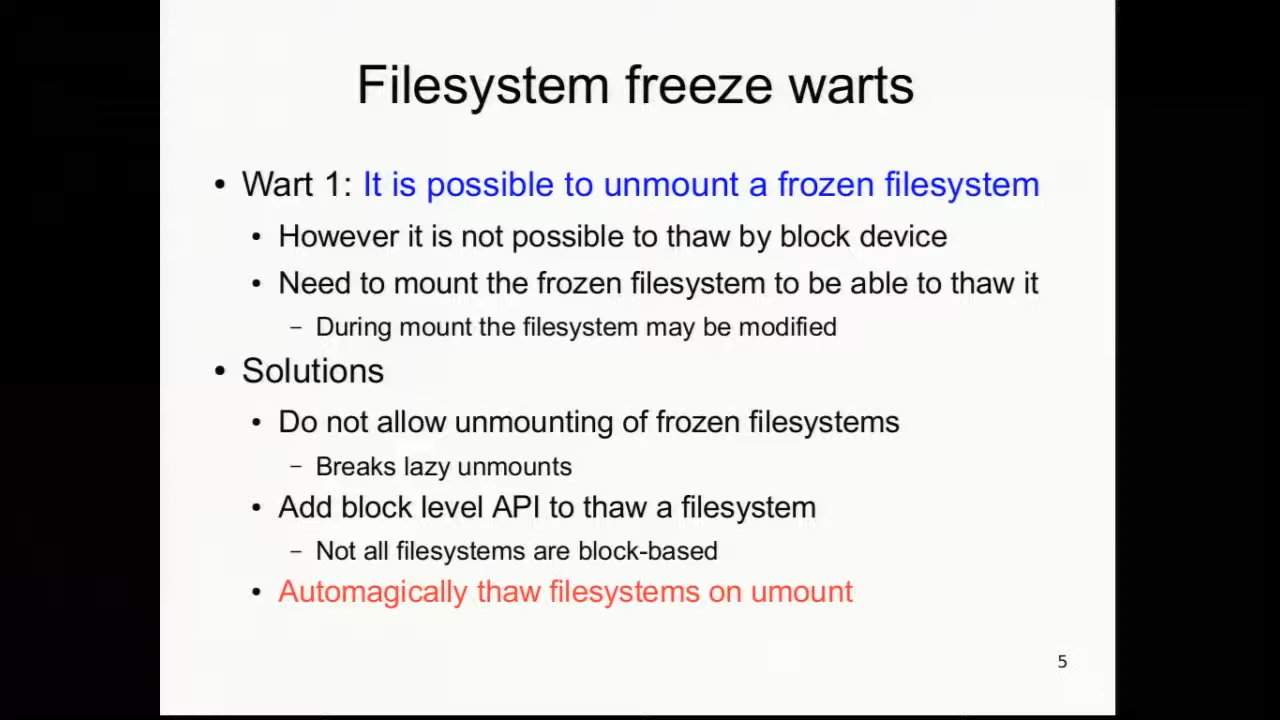 Filesystem freeze warts
• Wart 1: It is possible to unmount a frozen filesystem
• However it is not possible to thaw by block device
• Need to mount the frozen filesystem to be able to thaw it
– During mount the filesystem may be modified
• Solutions
• Do not allow unmounting of frozen filesystems
– Breaks lazy unmounts
• Add block level API to thaw a filesystem
– Not all filesystems are block-based
• Automagically thaw filesystems on umount
5